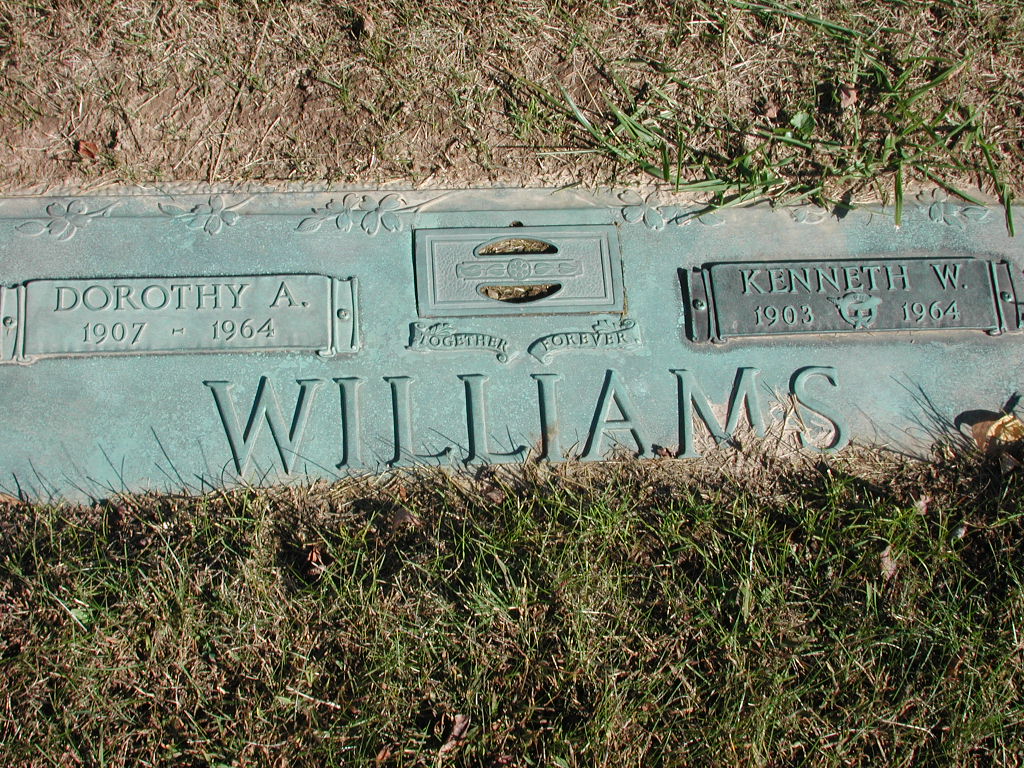 DOROTHY A.
1907 - 1964
TOGETHER FOREVER
KENNETH W.
1903 1964
WILLIAMS